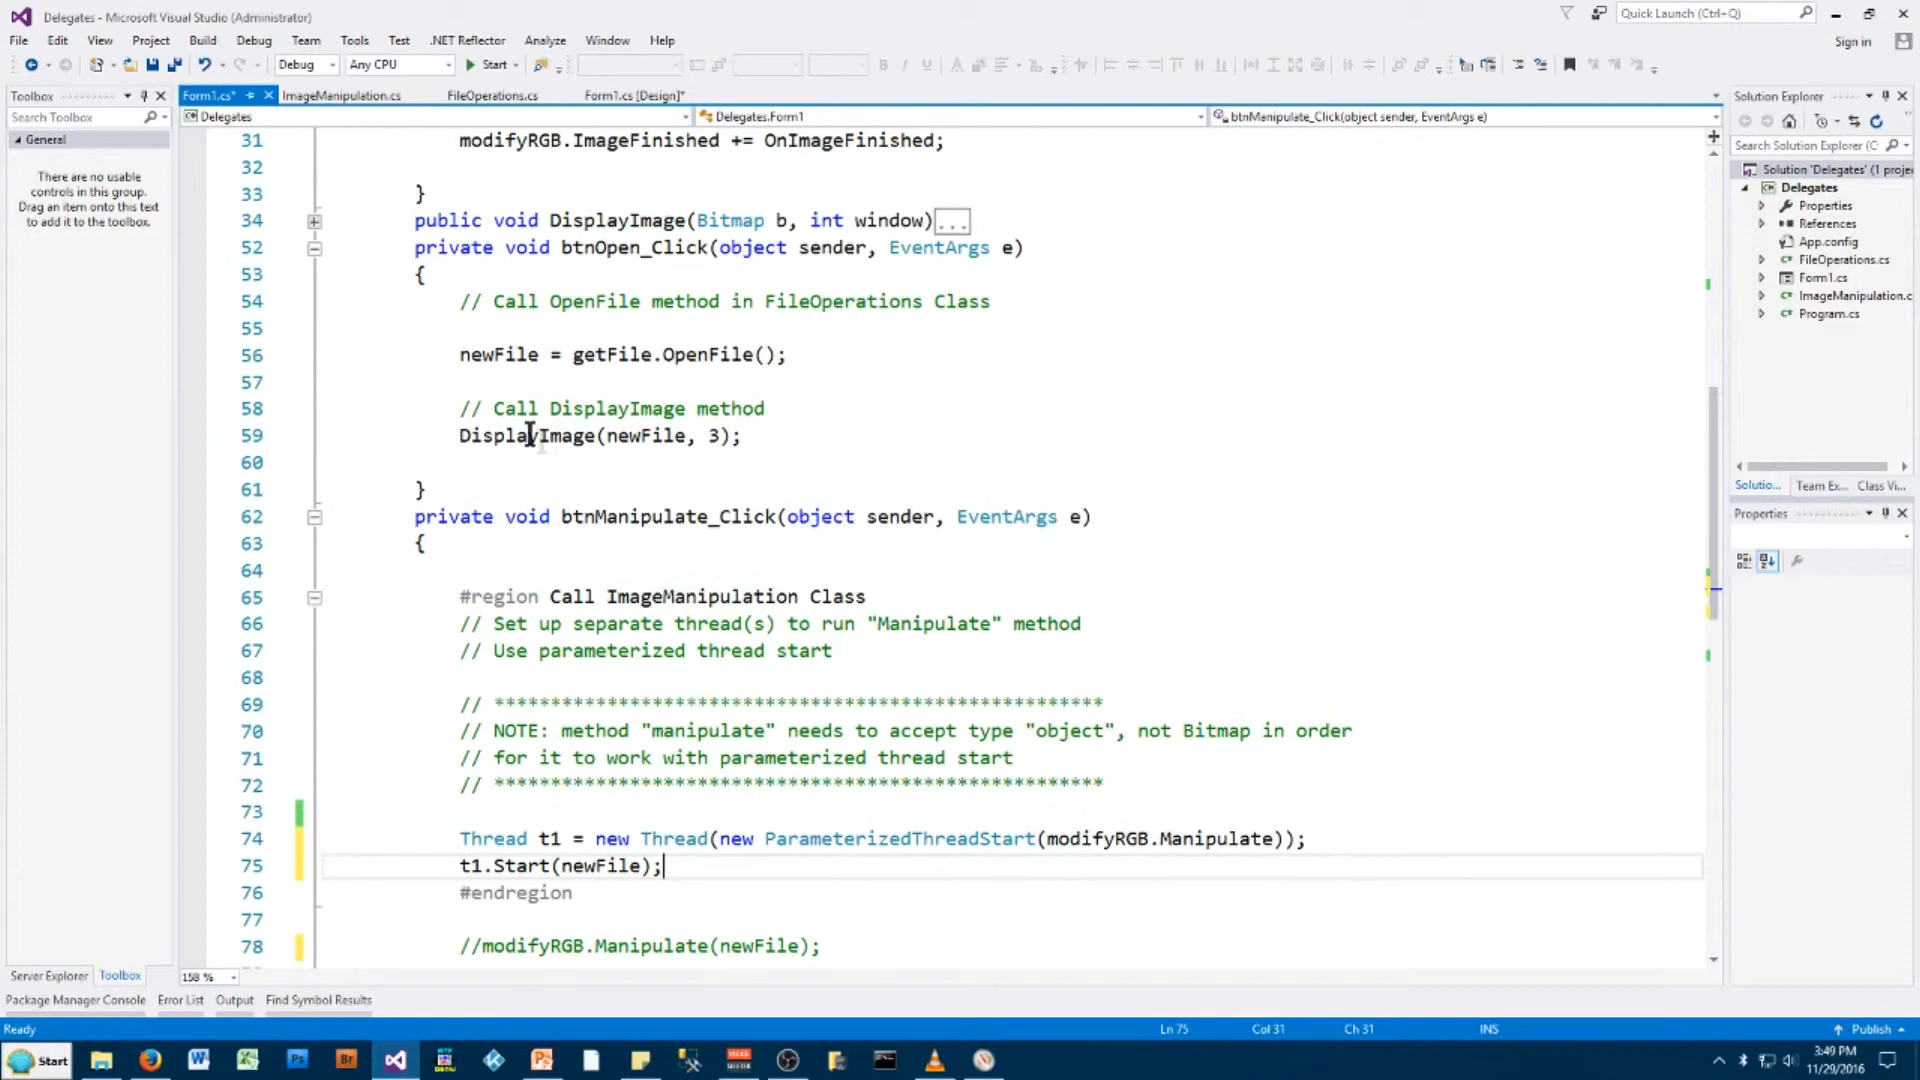 Delegates - Microsoft Visual Studio (Administrator)
Quick Launch (Ctrl+Q)
File Edit View Project Build Debug Team Tools Test .NET Reflector Analyze Window Help
Sign in
Debug Any CPU Start
Toolbox
Form1.cs* ImageManipulation.cs FileOperations.cs Form1.cs [Design]*
Solution Explorer
Search Toolbox
Delegates Delegates.Form1 btnManipulate_Click(object sender, EventArgs e)
General
There are no usable
controls in this group.
Drag an item onto this text
to add it to the toolbox.
31 modifyRGB.ImageFinished += OnImageFinished;
32
33 }
34 public void DisplayImage(Bitmap b, int window)...
52 private void btnOpen_Click(object sender, EventArgs e)
53 {
54 // Call OpenFile method in FileOperations Class
55
56 newFile = getFile.OpenFile();
57
58 // Call DisplayImage method
59 DisplayImage(newFile, 3);
60
61 }
62 private void btnManipulate_Click(object sender, EventArgs e)
63 {
64
65 #region Call ImageManipulation Class
66 // Set up separate thread(s) to run "Manipulate" method
67 // Use parameterized thread start
68
69 // ******************************************************
70 // NOTE: method "manipulate" needs to accept type "object", not Bitmap in order
71 // for it to work with parameterized thread start
72 // ******************************************************
73
74 Thread t1 = new Thread(new ParameterizedThreadStart(modifyRGB.Manipulate));
75 t1.Start(newFile);
76 #endregion
77
78 //modifyRGB.Manipulate(newFile);
158 %
Search Solution Explorer (C
Solution 'Delegates' (1 projec
Delegates
Properties
References
App.config
FileOperations.cs
Form1.cs
ImageManipulation.c
Program.cs
Solutio... Team Ex... Class Vi...
Properties
Server Explorer Toolbox
Package Manager Console Error List Output Find Symbol Results
Ready Ln 75 Col 31 Ch 31 INS Publish
Start
3:49 PM
11/29/2016